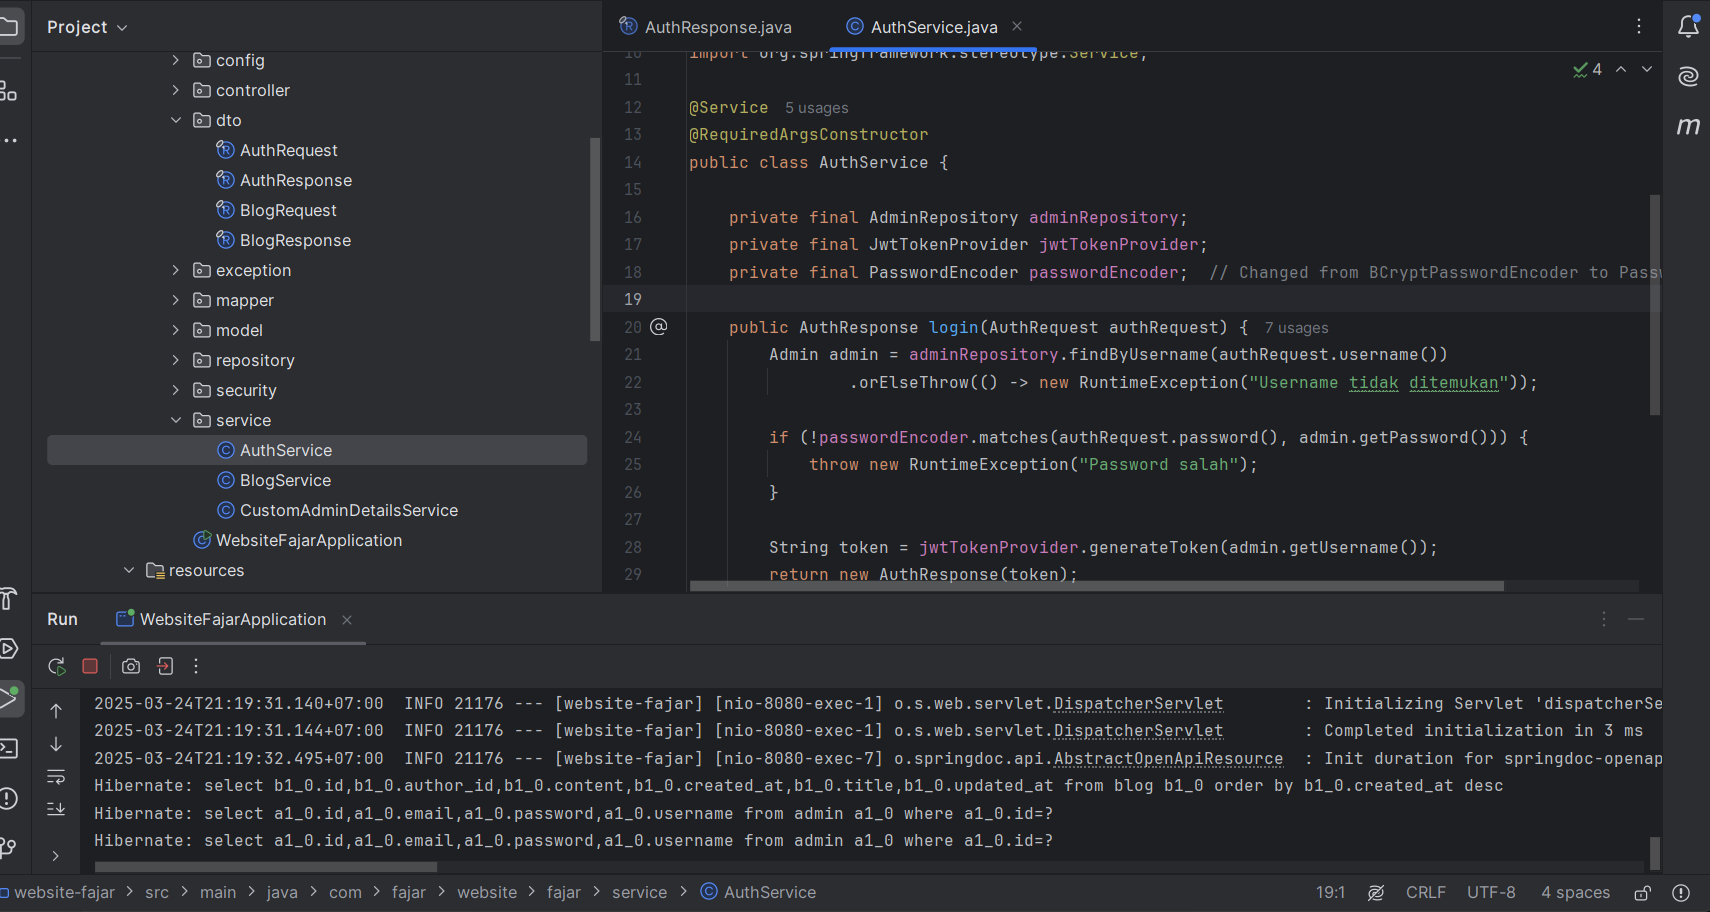 Project
config
controller
dto
AuthRequest
AuthResponse
BlogRequest
BlogResponse
exception
mapper
model
repository
security
service
AuthService
BlogService
CustomAdminDetailsService
WebsiteFajarApplication
resources
AuthResponse.java
AuthService.java
4
10 import org.springframework.stereotype.Service;
11
12 @Service 5 usages
13 @RequiredArgsConstructor
14 public class AuthService {
15
16 private final AdminRepository adminRepository;
17 private final JwtTokenProvider jwtTokenProvider;
18 private final PasswordEncoder passwordEncoder; // Changed from BCryptPasswordEncoder to Passw
19
20 public AuthResponse login(AuthRequest authRequest) { 7 usages
21 Admin admin = adminRepository.findByUsername(authRequest.username())
22 .orElseThrow(() -> new RuntimeException("Username tidak ditemukan"));
23
24 if (!passwordEncoder.matches(authRequest.password(), admin.getPassword())) {
25 throw new RuntimeException("Password salah");
26 }
27
28 String token = jwtTokenProvider.generateToken(admin.getUsername());
29 return new AuthResponse(token);
m
Run
WebsiteFajarApplication
2025-03-24T21:19:31.140+07:00 INFO 21176 --- [website-fajar] [nio-8080-exec-1] o.s.web.servlet.DispatcherServlet : Initializing Servlet 'dispatcherSe
2025-03-24T21:19:31.144+07:00 INFO 21176 --- [website-fajar] [nio-8080-exec-1] o.s.web.servlet.DispatcherServlet : Completed initialization in 3 ms
2025-03-24T21:19:32.495+07:00 INFO 21176 --- [website-fajar] [nio-8080-exec-7] o.springdoc.api.AbstractOpenApiResource : Init duration for springdoc-openap
Hibernate: select b1_0.id,b1_0.author_id,b1_0.content,b1_0.created_at,b1_0.title,b1_0.updated_at from blog b1_0 order by b1_0.created_at desc
Hibernate: select a1_0.id,a1_0.email,a1_0.password,a1_0.username from admin a1_0 where a1_0.id=?
Hibernate: select a1_0.id,a1_0.email,a1_0.password,a1_0.username from admin a1_0 where a1_0.id=?
website-fajar > src > main > java > com > fajar > website > fajar > service > AuthService
19:1 CRLF UTF-8 4 spaces